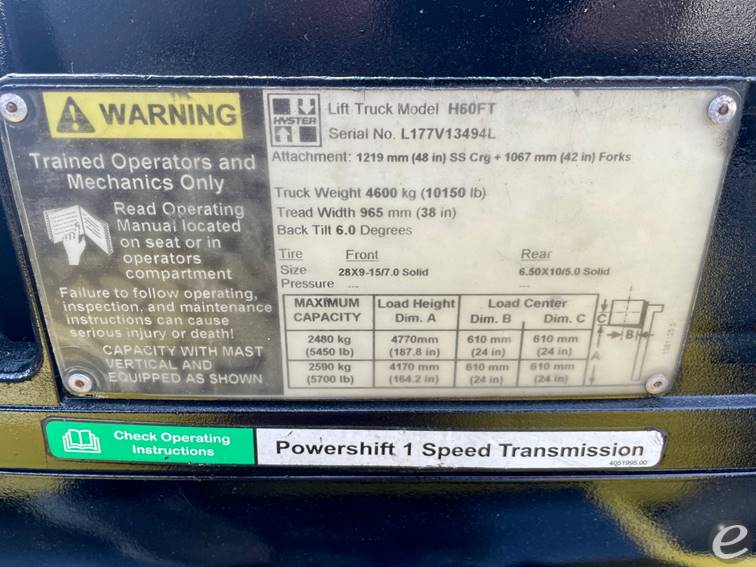 WARNING
Trained Operators and
Mechanics Only
Read Operating
Manual located
on seat or in
operators
compartment
Failure to follow operating,
inspection, and maintenance
instructions can cause
serious injury or death!
CAPACITY WITH MAST
VERTICAL AND
EQUIPPED AS SHOWN
HYSTER
Lift Truck Model H60FT
Serial No. L177V13494L
Attachment: 1219 mm (48 in) SS Crg + 1067 mm (42 in) Forks
Truck Weight 4600 kg (10150 lb)
Tread Width 965 mm (38 in)
Back Tilt 6.0 Degrees
Tire Front Rear
Size 28X9-15/7.0 Solid 6.50X10/5.0 Solid
Pressure --- ---
MAXIMUM CAPACITY Load Height Dim. A Load Center Dim. B Dim. C
2480 kg 4770mm 610 mm 610 mm
(5450 lb) (187.8 in) (24 in) (24 in)
2590 kg 4170 mm 610 mm 610 mm
(5700 lb) (164.2 in) (24 in) (24 in)
C
B
A
Check Operating
Instructions
Powershift 1 Speed Transmission
4051995.00
e